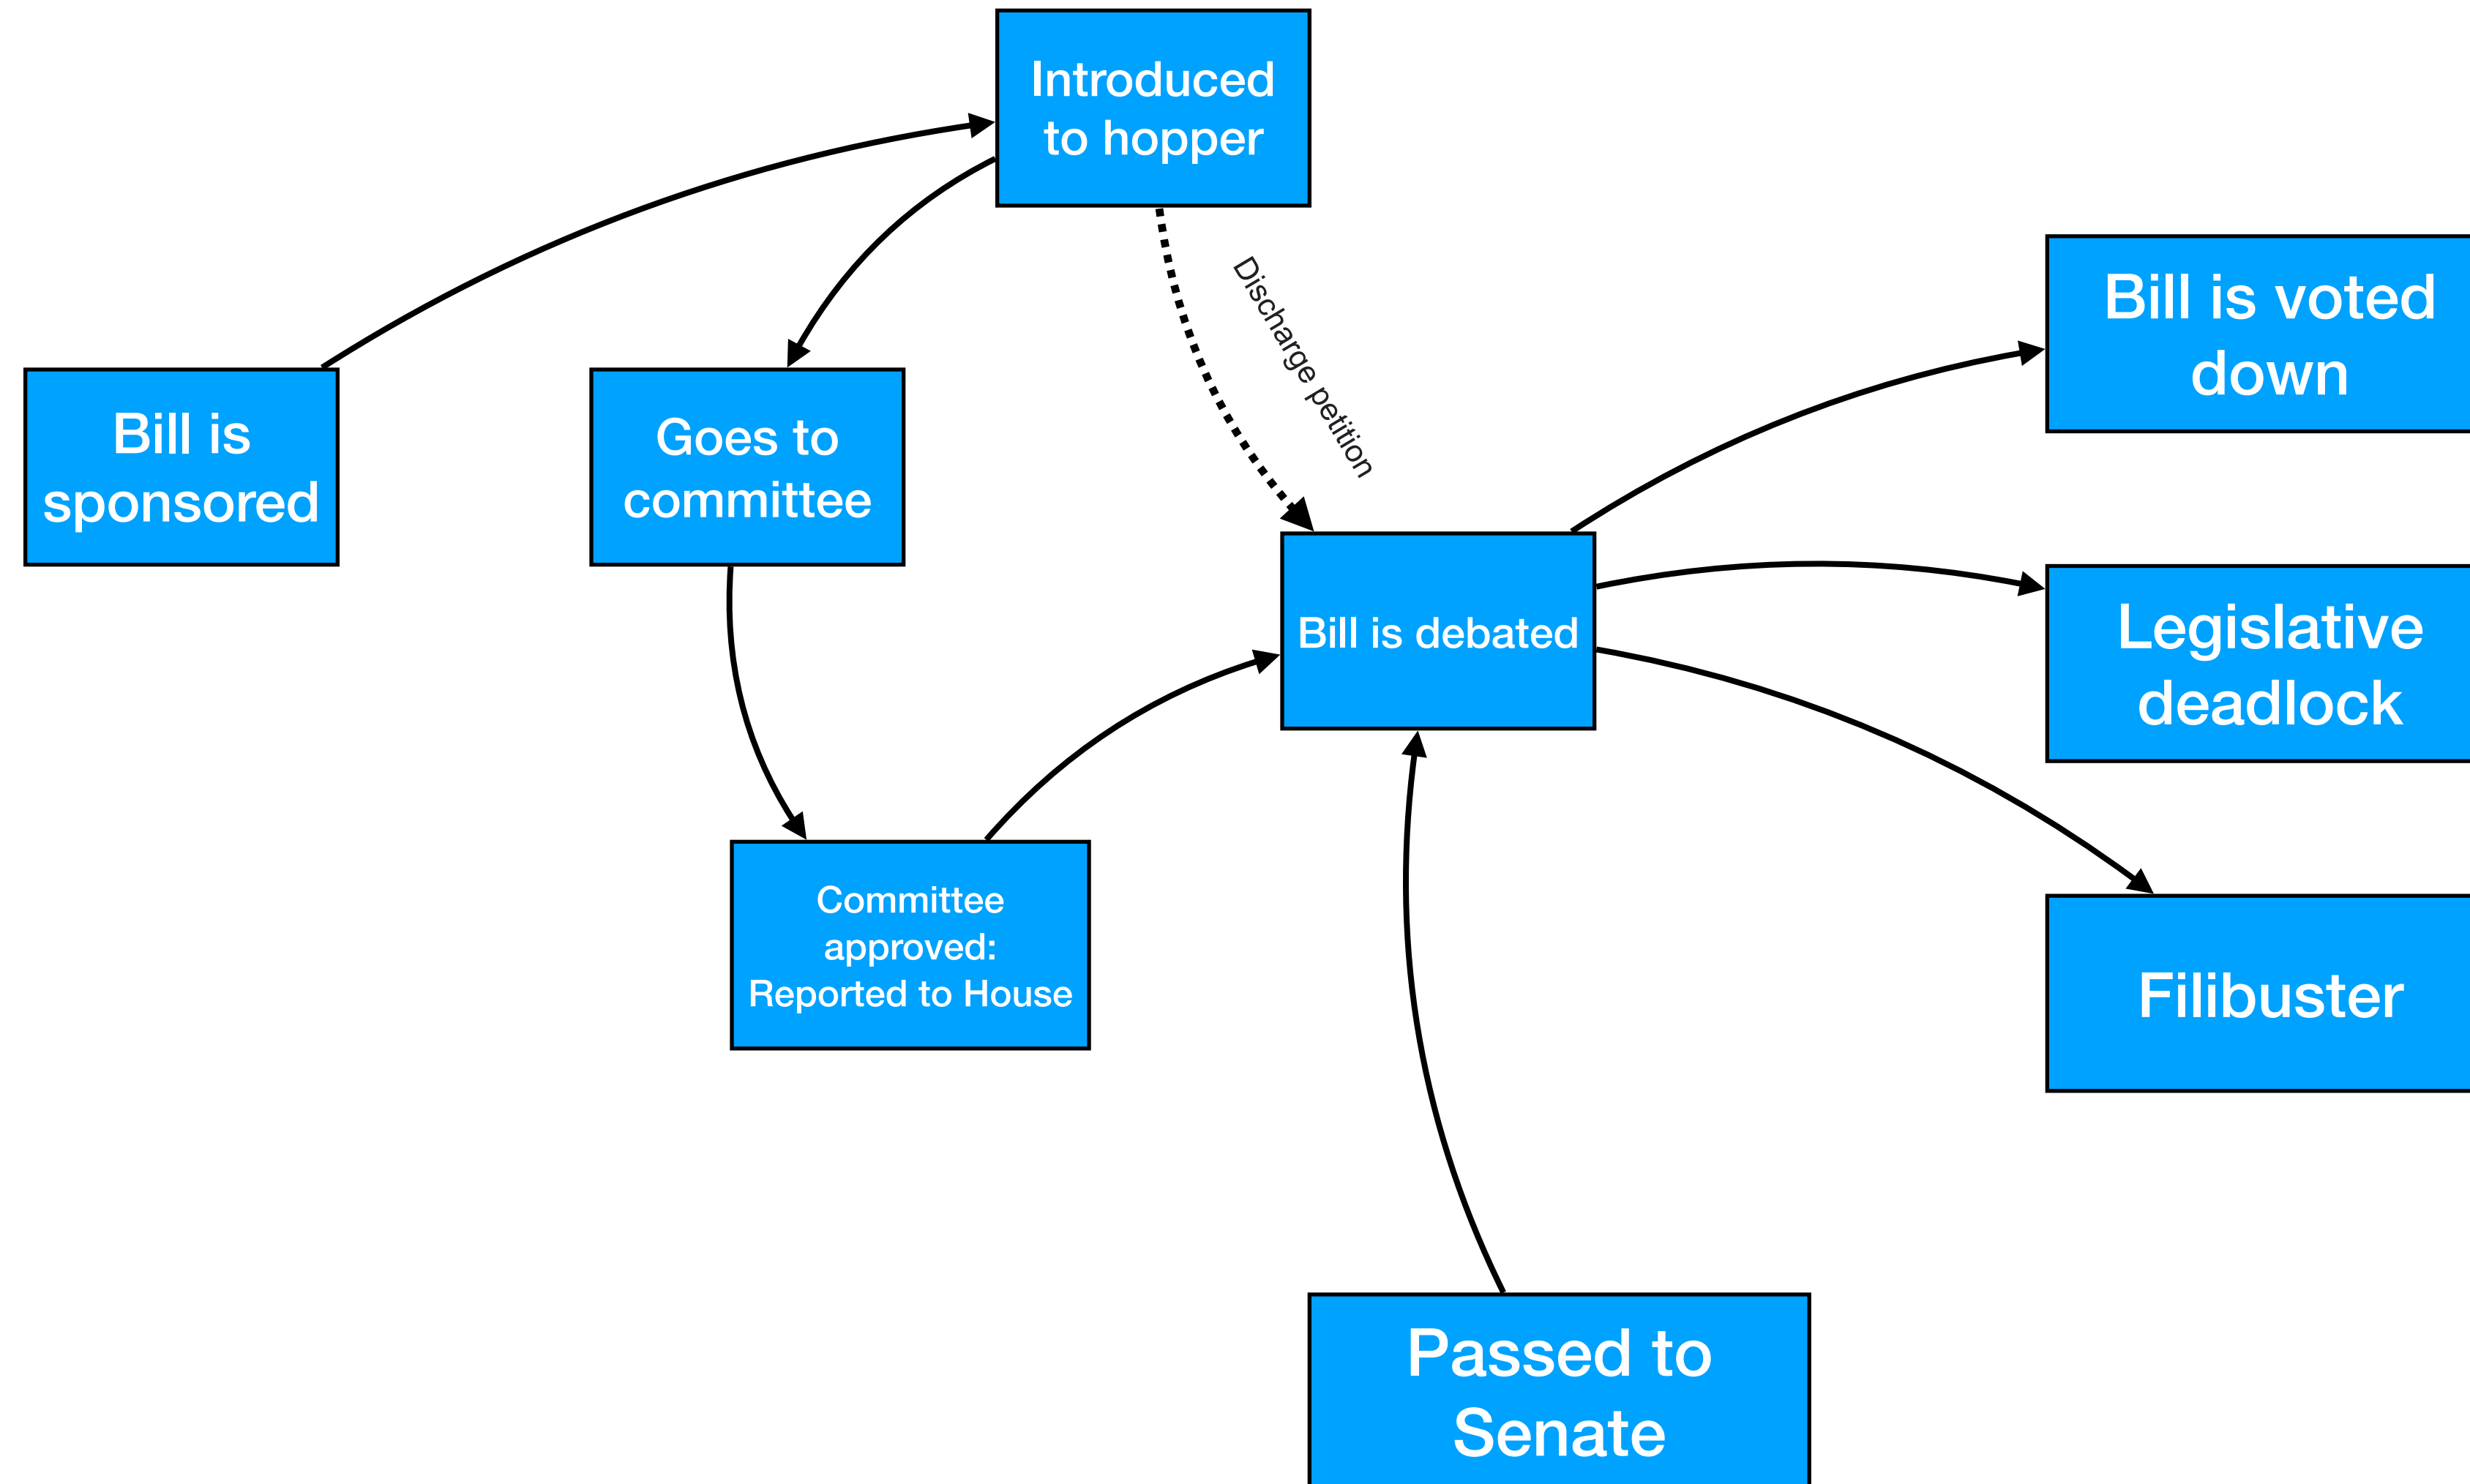 Introduced
to hopper
Discharge petition
Bill is voted
down
Bill is
sponsored
Goes to
committee
Bill is debated
Legislative
deadlock
Committee
approved:
Reported to House
Filibuster
Passed to
Senate